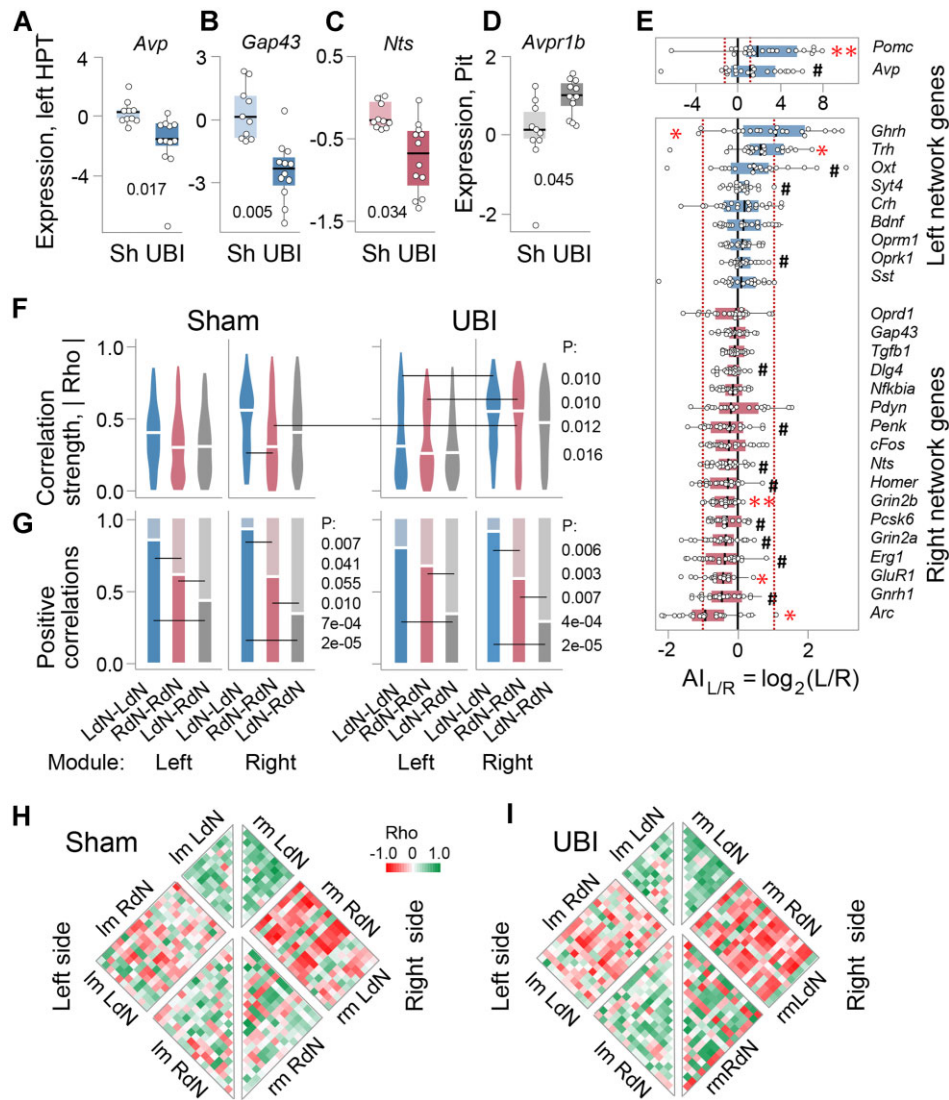 A
B
C
D
E
Avp
Gap43
Nts
Avpr1b
Expression, left HPT
Expression, Pit
4
0
-4
0.017
0
-3
0.005
0.0
-0.5
-1.0
-1.5
0.034
2
0
-2
0.045
Sh UBI
Sh UBI
Sh UBI
Sh UBI
Pomc **
Avp #
-4 0 4 8
Left network genes
* Ghrh
Trh *
Oxt #
Syt4 #
Crh
Bdnf
Oprm1
Oprk1 #
Sst
Right network genes
Oprd1
Gap43
Tgfb1
Dlg4 #
Nfkbia
Pdyn
Penk #
cFos
Nts #
Homer #
Grin2b **
Pcsk6 #
Grin2a #
Erg1 #
GluR1 *
Gnrh1 #
Arc *
-2 0 2
AI L/R = log2(L/R)
F
Sham
UBI
Correlation
strength, | Rho |
1.0
0.5
0.0
P:
0.010
0.010
0.012
0.016
G
Positive
correlations
1.0
0.5
0.0
P:
0.007
0.041
0.055
0.010
7e-04
2e-05
P:
0.006
0.003
0.007
4e-04
2e-05
LdN-LdN
RdN-RdN
LdN-RdN
LdN-LdN
RdN-RdN
LdN-RdN
LdN-LdN
RdN-RdN
LdN-RdN
LdN-LdN
RdN-RdN
LdN-RdN
Module: Left Right Left Right
H
Sham
Rho
-1.0 0 1.0
lm LdN
rm LdN
lm RdN
rm RdN
Left side
Right side
lm LdN
rm LdN
lm RdN
rm RdN
I
UBI
lm LdN
rm LdN
lm RdN
rm RdN
Left side
Right side
lm LdN
rmLdN
lm RdN
rmRdN